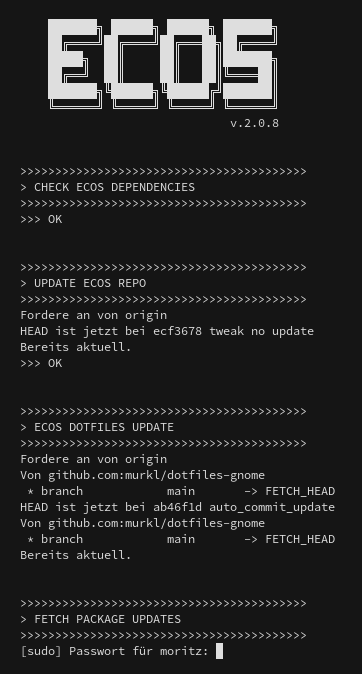 ECOS
v.2.0.8
>>>>>>>>>>>>>>>>>>>>>>>>>>>>>>>>>>>>>>>>>
> CHECK ECOS DEPENDENCIES
>>>>>>>>>>>>>>>>>>>>>>>>>>>>>>>>>>>>>>>>>
>>> OK
>>>>>>>>>>>>>>>>>>>>>>>>>>>>>>>>>>>>>>>>>
> UPDATE ECOS REPO
>>>>>>>>>>>>>>>>>>>>>>>>>>>>>>>>>>>>>>>>>
Fordere an von origin
HEAD ist jetzt bei ecf3678 tweak no update
Bereits aktuell.
>>> OK
>>>>>>>>>>>>>>>>>>>>>>>>>>>>>>>>>>>>>>>>>
> ECOS DOTFILES UPDATE
>>>>>>>>>>>>>>>>>>>>>>>>>>>>>>>>>>>>>>>>>
Fordere an von origin
Von github.com:murkl/dotfiles-gnome
 * branch            main       -> FETCH_HEAD
HEAD ist jetzt bei ab46f1d auto_commit_update
Von github.com:murkl/dotfiles-gnome
 * branch            main       -> FETCH_HEAD
Bereits aktuell.
>>>>>>>>>>>>>>>>>>>>>>>>>>>>>>>>>>>>>>>>>
> FETCH PACKAGE UPDATES
>>>>>>>>>>>>>>>>>>>>>>>>>>>>>>>>>>>>>>>>>
[sudo] Passwort für moritz: